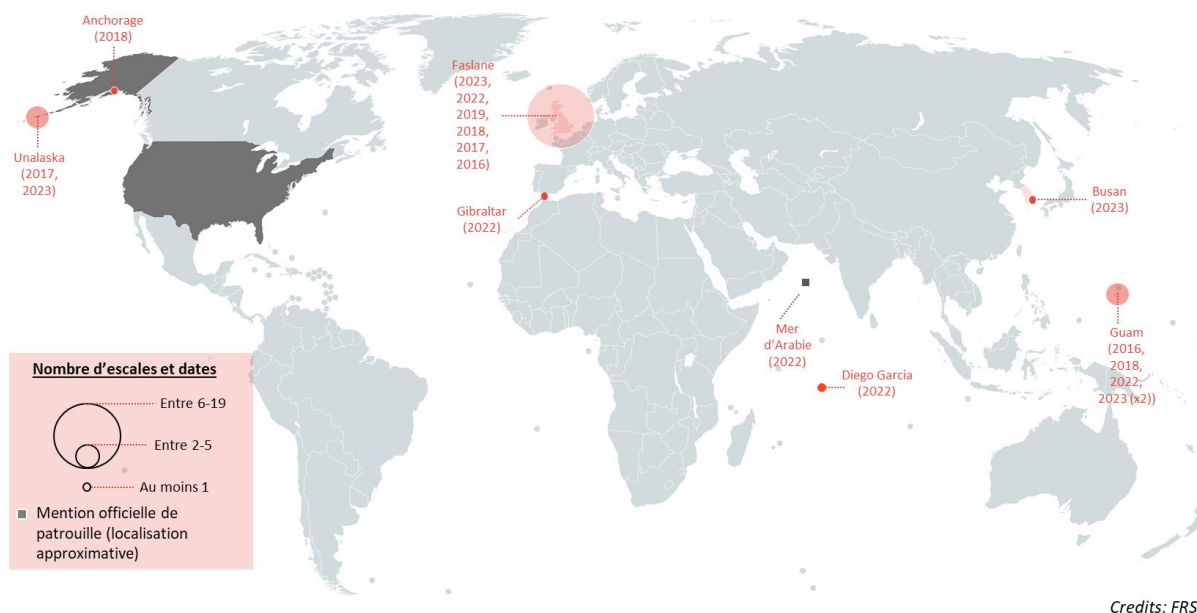 Anchorage
(2018)
Unalaska
(2017,
2023)
Faslane
(2023,
2022,
2019,
2018,
2017,
2016)
Gibraltar
(2022)
Busan
(2023)
Mer
d'Arabie
(2022)
Diego Garcia
(2022)
Guam
(2016,
2018,
2022,
2023 (x2))
Nombre d'escales et dates
Entre 6-19
Entre 2-5
Au moins 1
Mention officielle de
patrouille (localisation
approximative)
Credits: FRS